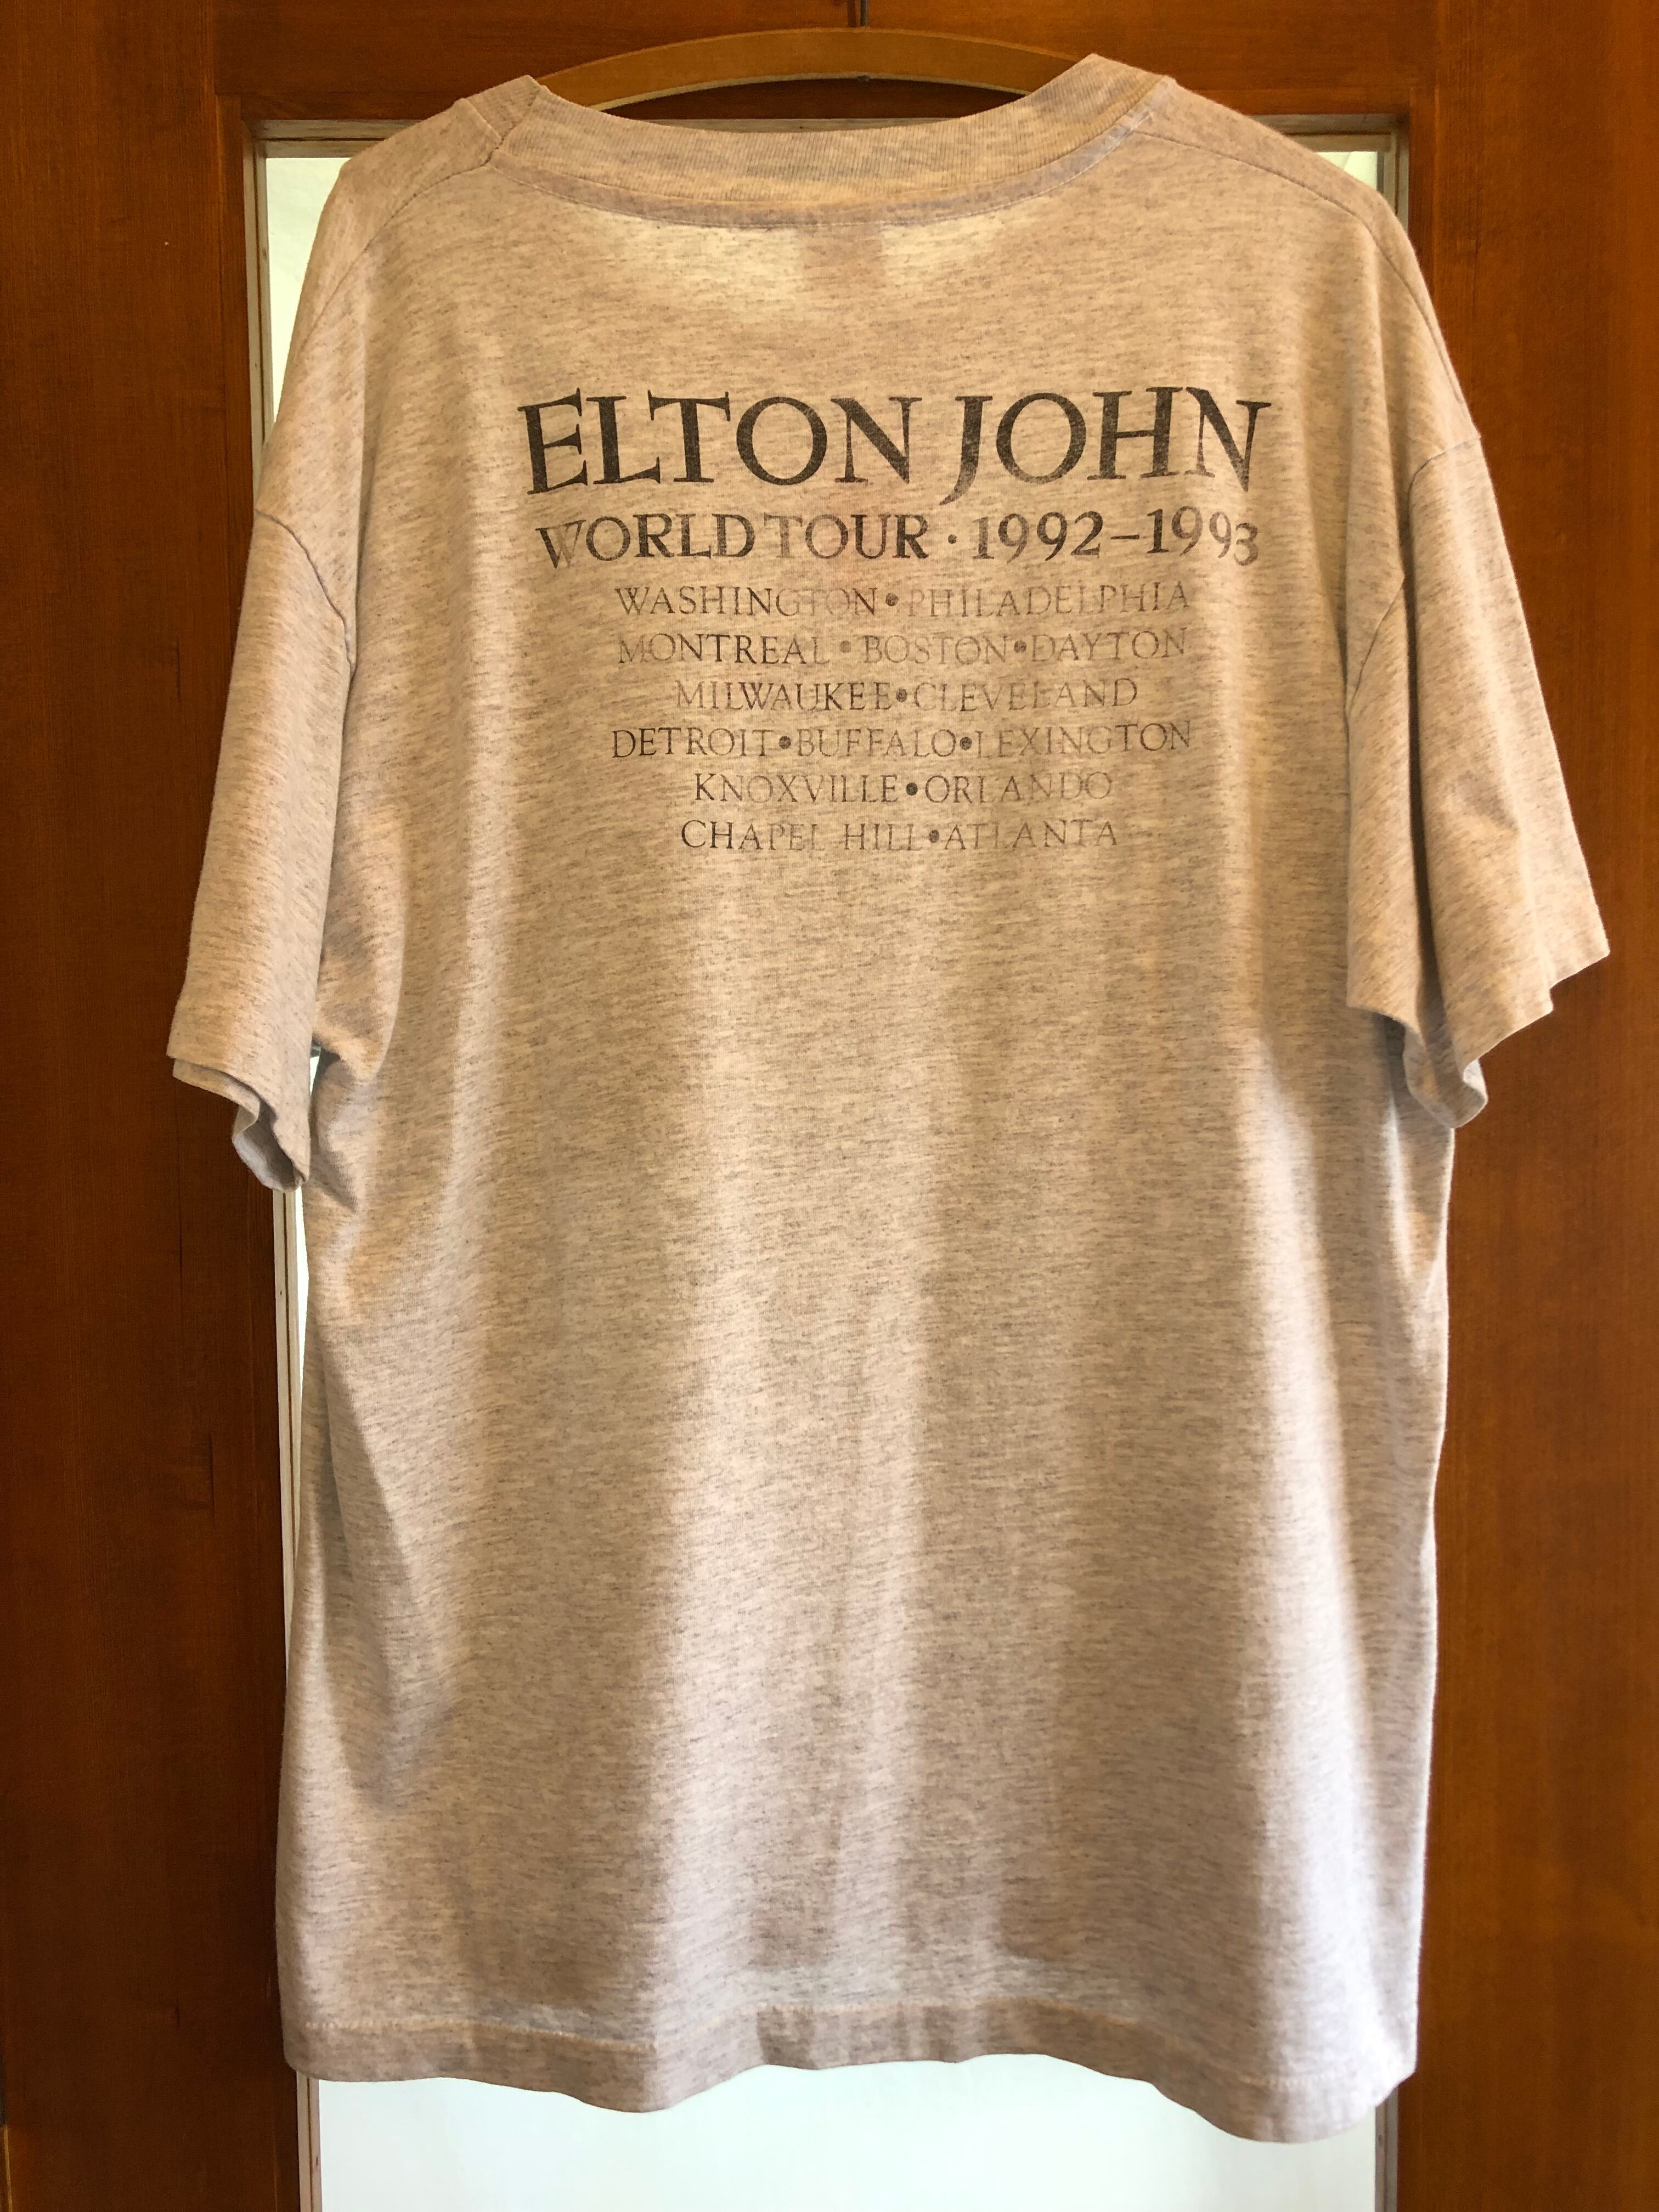 ELTON JOHN
WORLD TOUR · 1992–1993
WASHINGTON•PHILADELPHIA
MONTREAL•BOSTON•DAYTON
MILWAUKEE•CLEVELAND
DETROIT•BUFFALO•LEXINGTON
KNOXVILLE•ORLANDO
CHAPEL HILL•ATLANTA